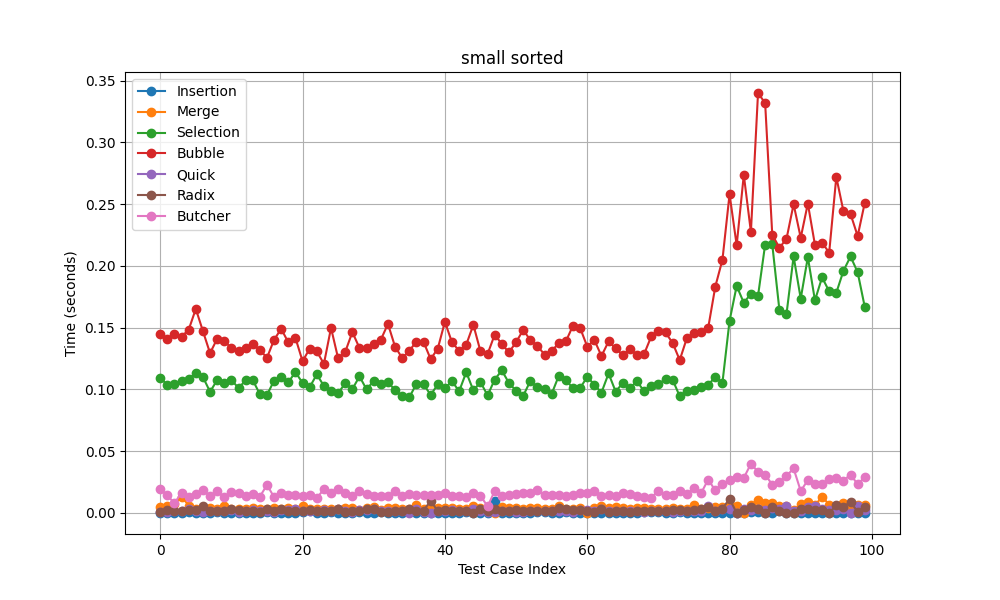 small sorted
0.35
0.30
0.25
0.20
0.15
0.10
0.05
0.00
Time (seconds)
Insertion
Merge
Selection
Bubble
Quick
Radix
Butcher
0 20 40 60 80 100
Test Case Index